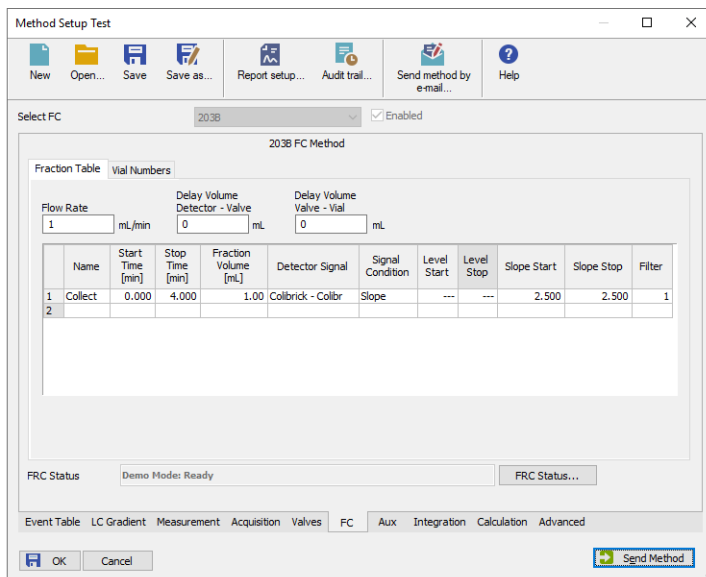 Method Setup Test
New Open... Save Save as... Report setup... Audit trail... Send method by e-mail... Help
Select FC 203B Enabled
203B FC Method
Fraction Table Vial Numbers
Flow Rate Delay Volume Detector - Valve Delay Volume Valve - Vial
1 mL/min 0 mL 0 mL
Name Start Time [min] Stop Time [min] Fraction Volume [mL] Detector Signal Signal Condition Level Start Level Stop Slope Start Slope Stop Filter
1 Collect 0.000 4.000 1.00 Colibrick - Colibr Slope --- --- 2.500 2.500 1
2
FRC Status Demo Mode: Ready FRC Status...
Event Table LC Gradient Measurement Acquisition Valves FC Aux Integration Calculation Advanced
OK Cancel Send Method